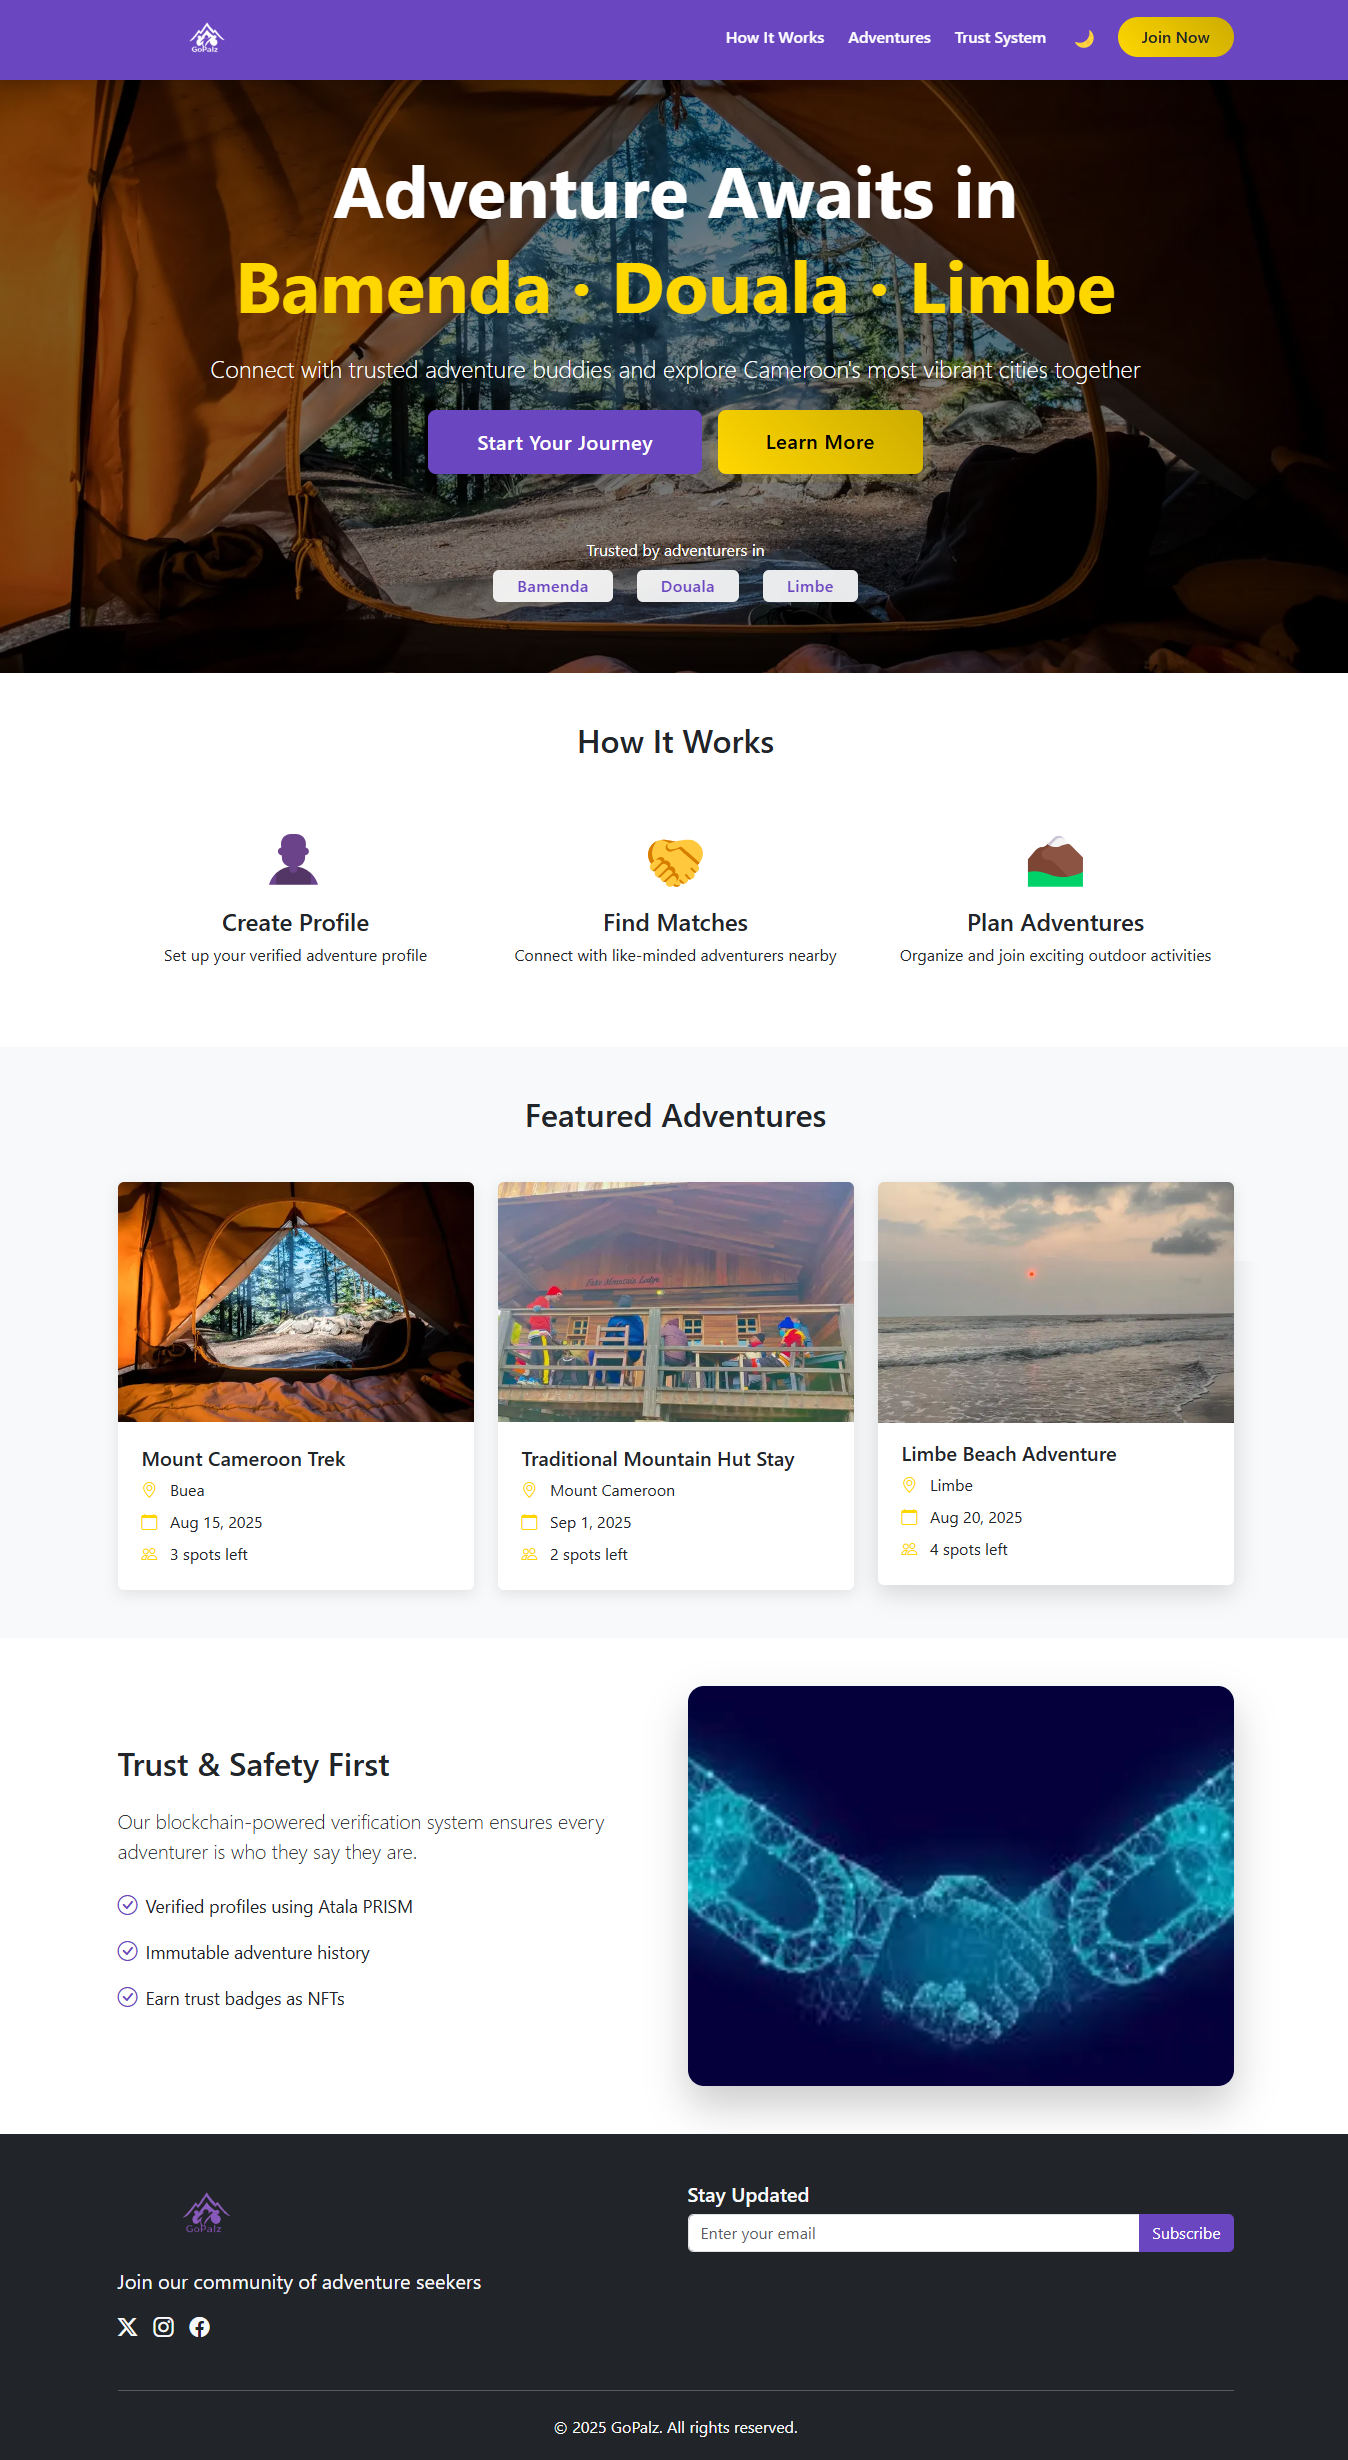 GoPalz
How It Works
Adventures
Trust System
Join Now
Adventure Awaits in
Bamenda · Douala · Limbe
Connect with trusted adventure buddies and explore Cameroon's most vibrant cities together
Start Your Journey
Learn More
Trusted by adventurers in
Bamenda
Douala
Limbe
How It Works
Create Profile
Set up your verified adventure profile
Find Matches
Connect with like-minded adventurers nearby
Plan Adventures
Organize and join exciting outdoor activities
Featured Adventures
Mount Cameroon Trek
Buea
Aug 15, 2025
3 spots left
Traditional Mountain Hut Stay
Mount Cameroon
Sep 1, 2025
2 spots left
Limbe Beach Adventure
Limbe
Aug 20, 2025
4 spots left
Trust & Safety First
Our blockchain-powered verification system ensures every
adventurer is who they say they are.
Verified profiles using Atala PRISM
Immutable adventure history
Earn trust badges as NFTs
GoPalz
Join our community of adventure seekers
Stay Updated
Enter your email
Subscribe
© 2025 GoPalz. All rights reserved.